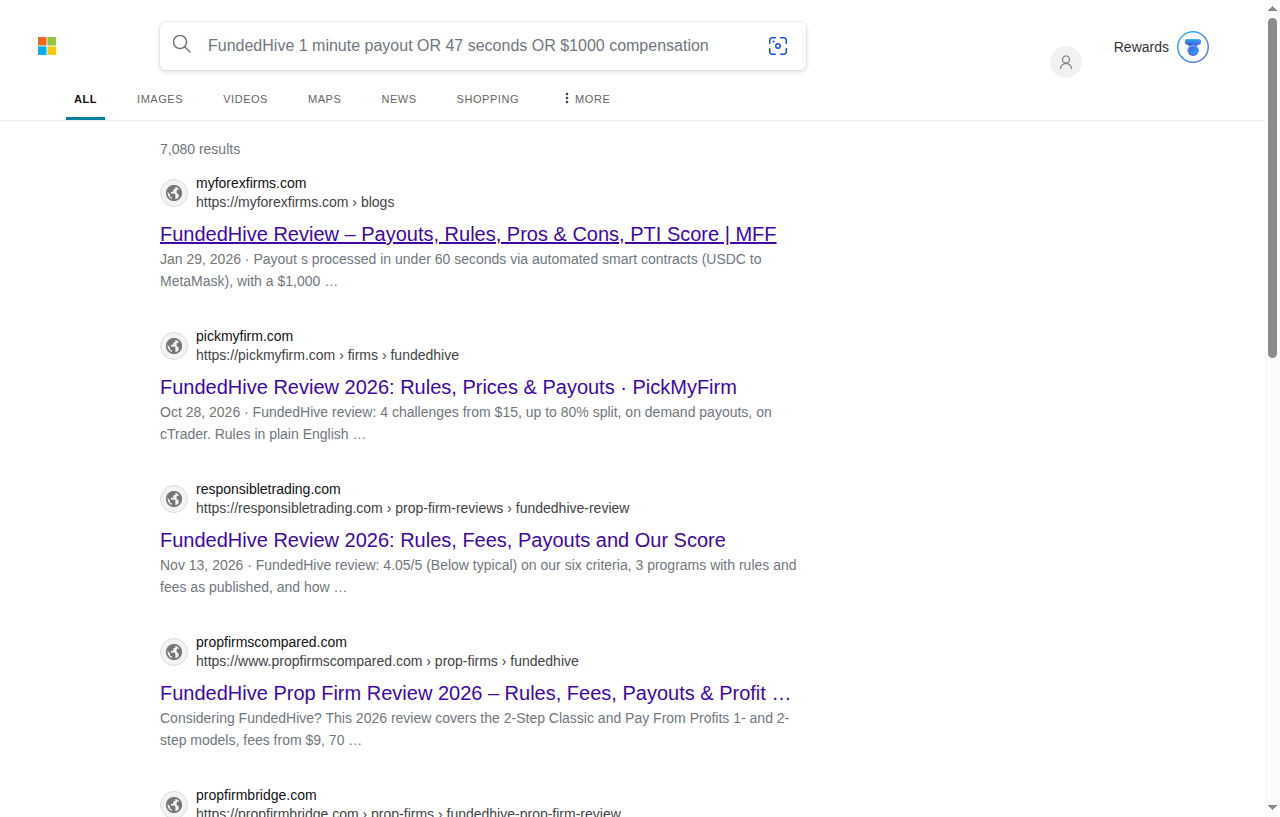 FundedHive 1 minute payout OR 47 seconds OR $1000 compensation
Rewards
ALL
IMAGES
VIDEOS
MAPS
NEWS
SHOPPING
MORE
7,080 results
myforexfirms.com
https://myforexfirms.com › blogs
FundedHive Review – Payouts, Rules, Pros & Cons, PTI Score | MFF
Jan 29, 2026 · Payout s processed in under 60 seconds via automated smart contracts (USDC to
MetaMask), with a $1,000 …
pickmyfirm.com
https://pickmyfirm.com › firms › fundedhive
FundedHive Review 2026: Rules, Prices & Payouts · PickMyFirm
Oct 28, 2026 · FundedHive review: 4 challenges from $15, up to 80% split, on demand payouts, on
cTrader. Rules in plain English …
responsibletrading.com
https://responsibletrading.com › prop-firm-reviews › fundedhive-review
FundedHive Review 2026: Rules, Fees, Payouts and Our Score
Nov 13, 2026 · FundedHive review: 4.05/5 (Below typical) on our six criteria, 3 programs with rules and
fees as published, and how …
propfirmscompared.com
https://www.propfirmscompared.com › prop-firms › fundedhive
FundedHive Prop Firm Review 2026 – Rules, Fees, Payouts & Profit …
Considering FundedHive? This 2026 review covers the 2-Step Classic and Pay From Profits 1- and 2-
step models, fees from $9, 70 …
propfirmbridge.com
https://propfirmbridge.com › prop-firms › fundedhive-prop-firm-review